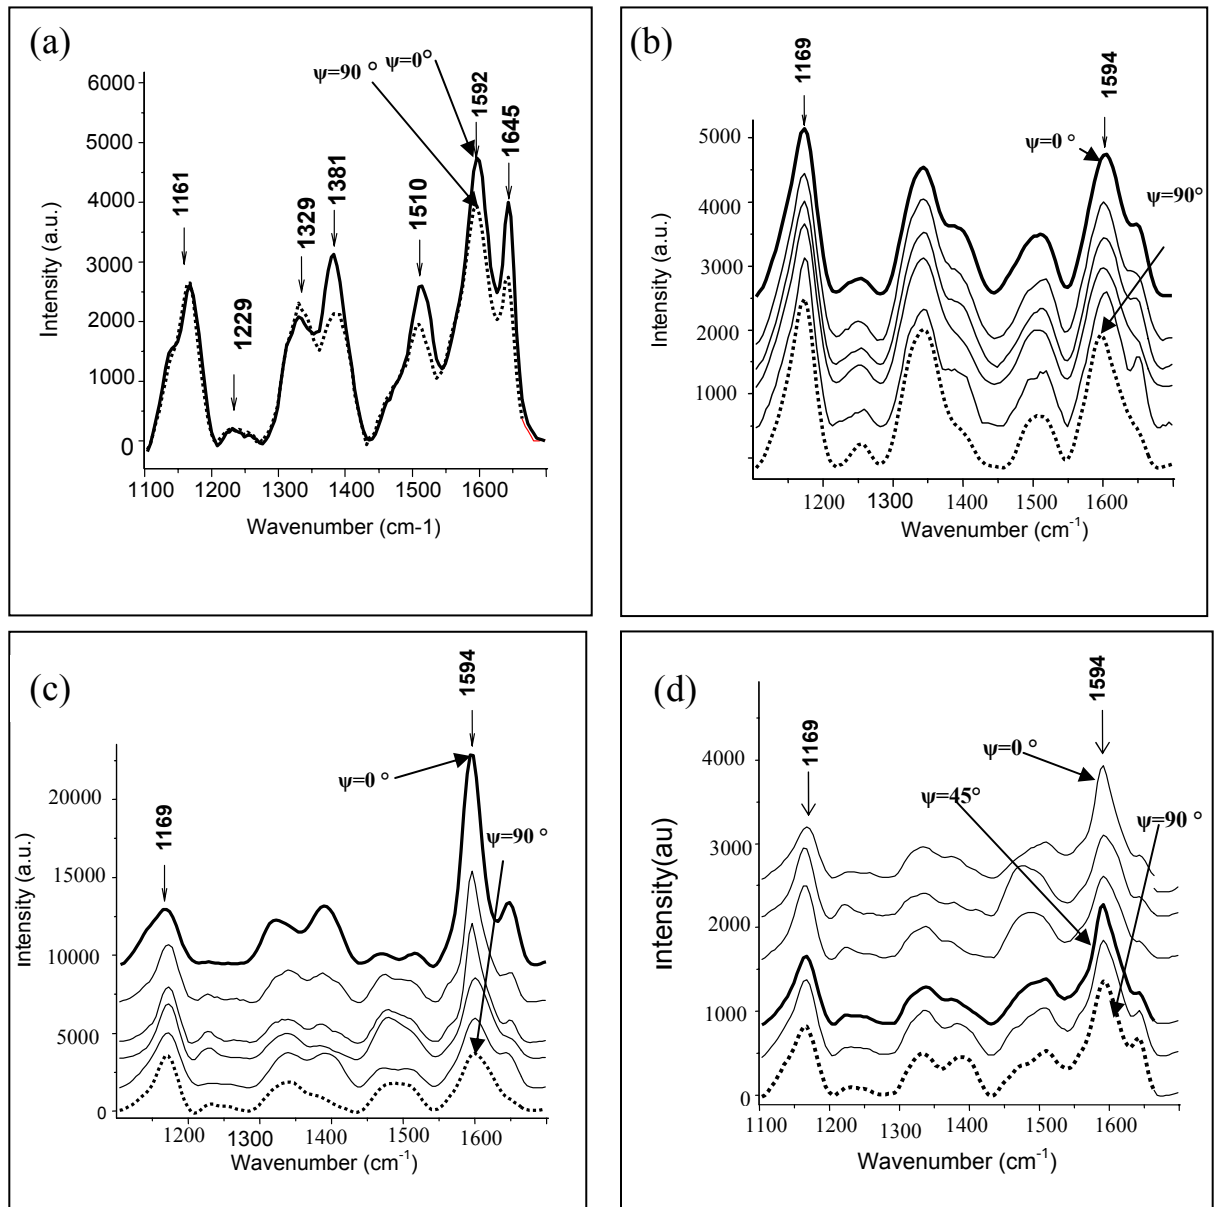 (a)
ψ=90 °
ψ=0°
1161
1229
1329
1381
1510
1592
1645
6000
5000
4000
3000
2000
1000
0
Intensity (a.u.)
1100 1200 1300 1400 1500 1600
Wavenumber (cm-1)
(b)
1169
1594
ψ=0 °
ψ=90°
5000
4000
3000
2000
1000
Intensity (a.u.)
1200 1300 1400 1500 1600
Wavenumber (cm-1)
(c)
1169
1594
ψ=0 °
ψ=90 °
20000
15000
10000
5000
0
Intensity (a.u.)
1200 1300 1400 1500 1600
Wavenumber (cm-1)
(d)
1169
1594
ψ=0 °
ψ=45°
ψ=90 °
4000
3000
2000
1000
0
Intensity(au)
1100 1200 1300 1400 1500 1600
Wavenumber (cm-1)